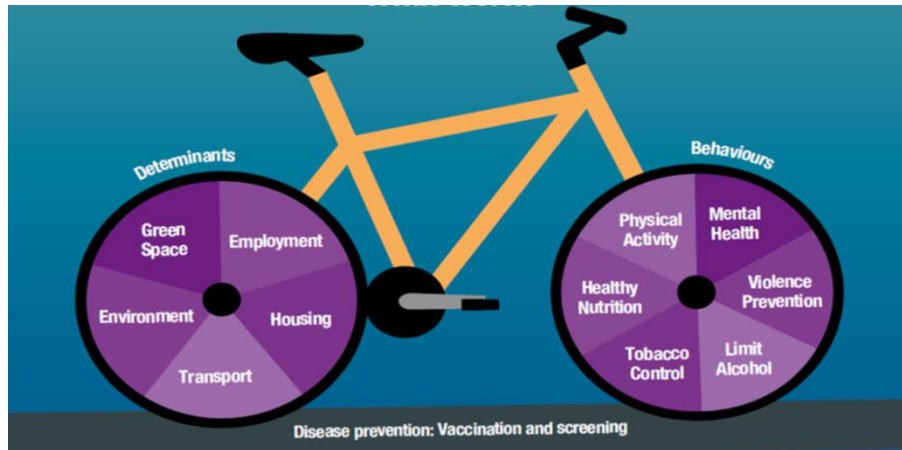 Determinants
Behaviours
Green
Space
Employment
Environment
Housing
Transport
Physical
Activity
Mental
Health
Healthy
Nutrition
Violence
Prevention
Tobacco
Control
Limit
Alcohol
Disease prevention: Vaccination and screening